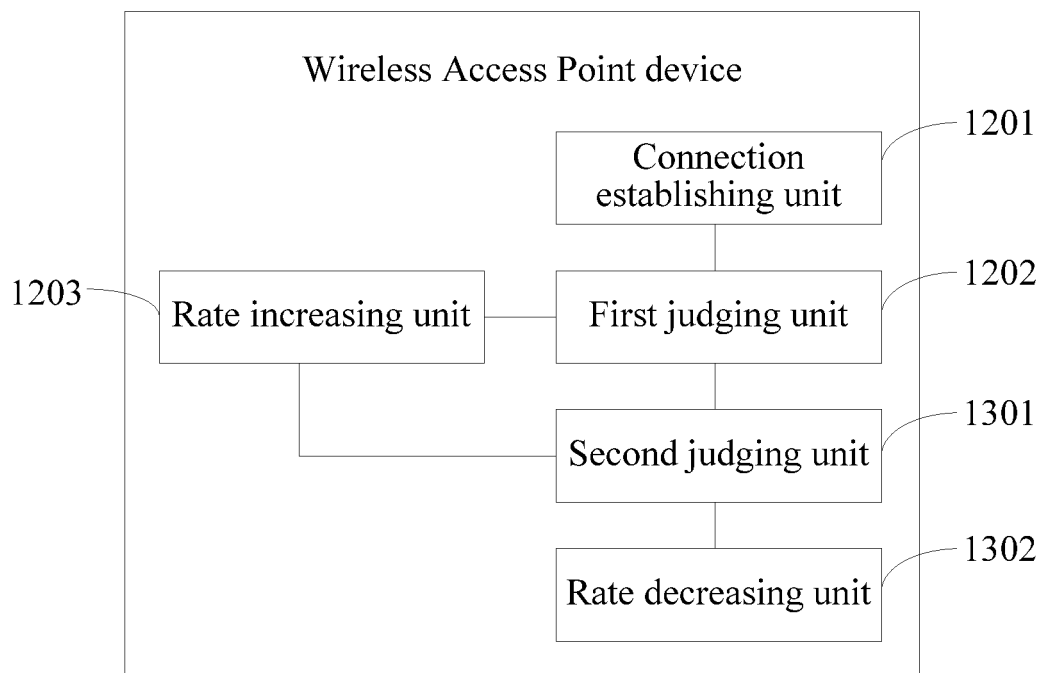 Wireless Access Point device
1201
Connection
establishing unit
1202
1203
Rate increasing unit
First judging unit
1301
Second judging unit
1302
Rate decreasing unit